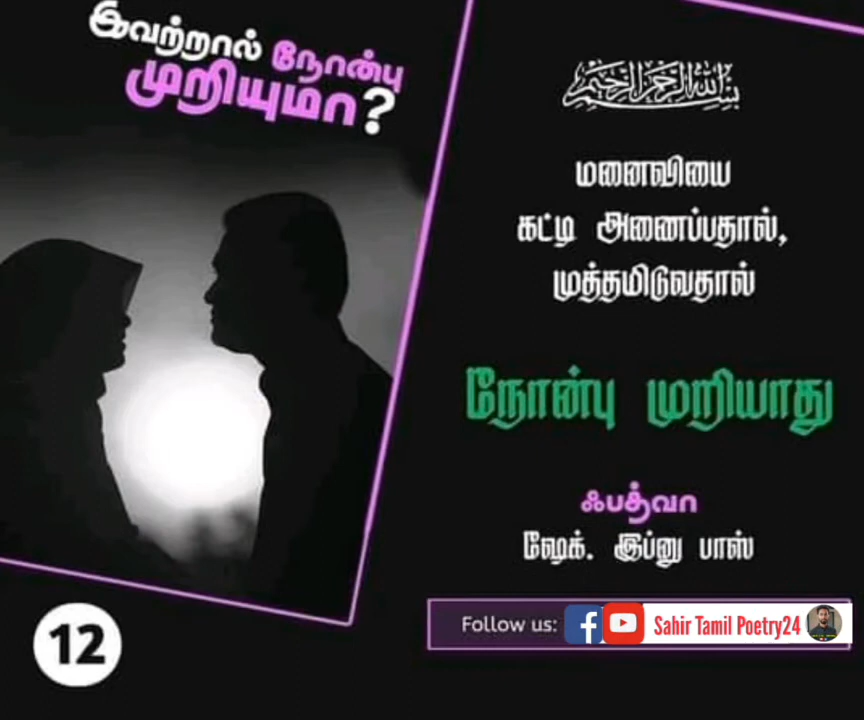 இவற்றால் நோன்பு
முறியுமா?
بسم الله الرحمن الرحيم
மனைவியை
கட்டி அணைப்பதால்,
முத்தமிடுவதால்
நோன்பு முறியாது
ஃபத்வா
ஷேக். இப்னு பாஸ்
Follow us: Sahir Tamil Poetry24
12